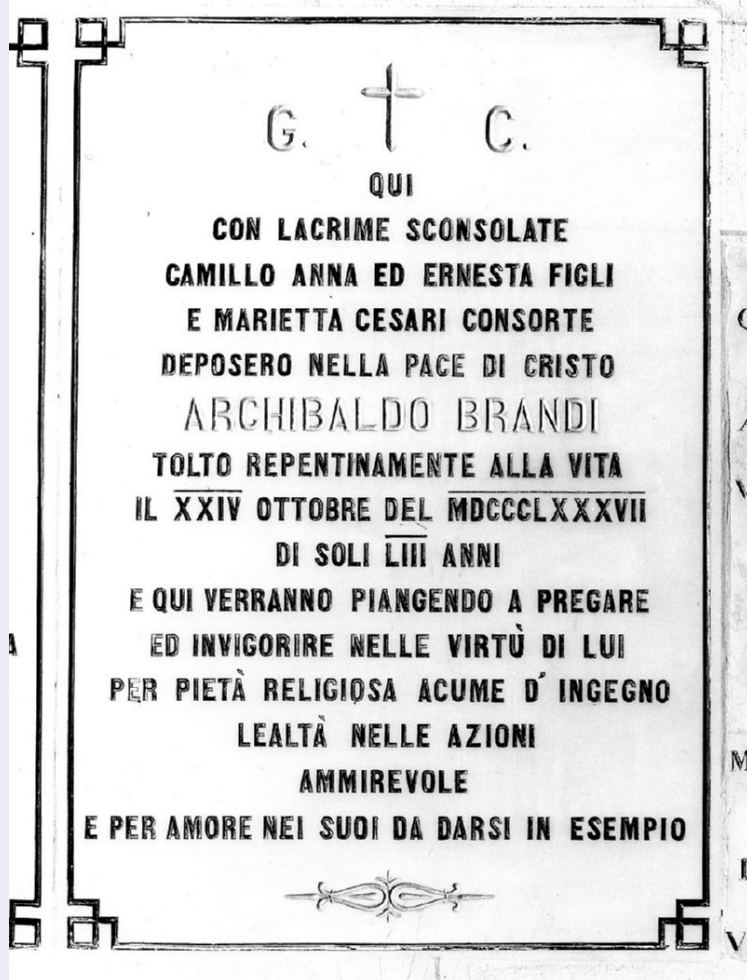 G. C.
QUI
CON LACRIME SCONSOLATE
CAMILLO ANNA ED ERNESTA FIGLI
E MARIETTA CESARI CONSORTE
DEPOSERO NELLA PACE DI CRISTO
ARCHIBALDO BRANDI
TOLTO REPENTINAMENTE ALLA VITA
IL XXIV OTTOBRE DEL MDCCCLXXXVII
DI SOLI LIII ANNI
E QUI VERRANNO PIANGENDO A PREGARE
ED INVIGORIRE NELLE VIRTÙ DI LUI
PER PIETÀ RELIGIOSA ACUME D' INGEGNO
LEALTÀ NELLE AZIONI
AMMIREVOLE
E PER AMORE NEI SUOI DA DARSI IN ESEMPIO